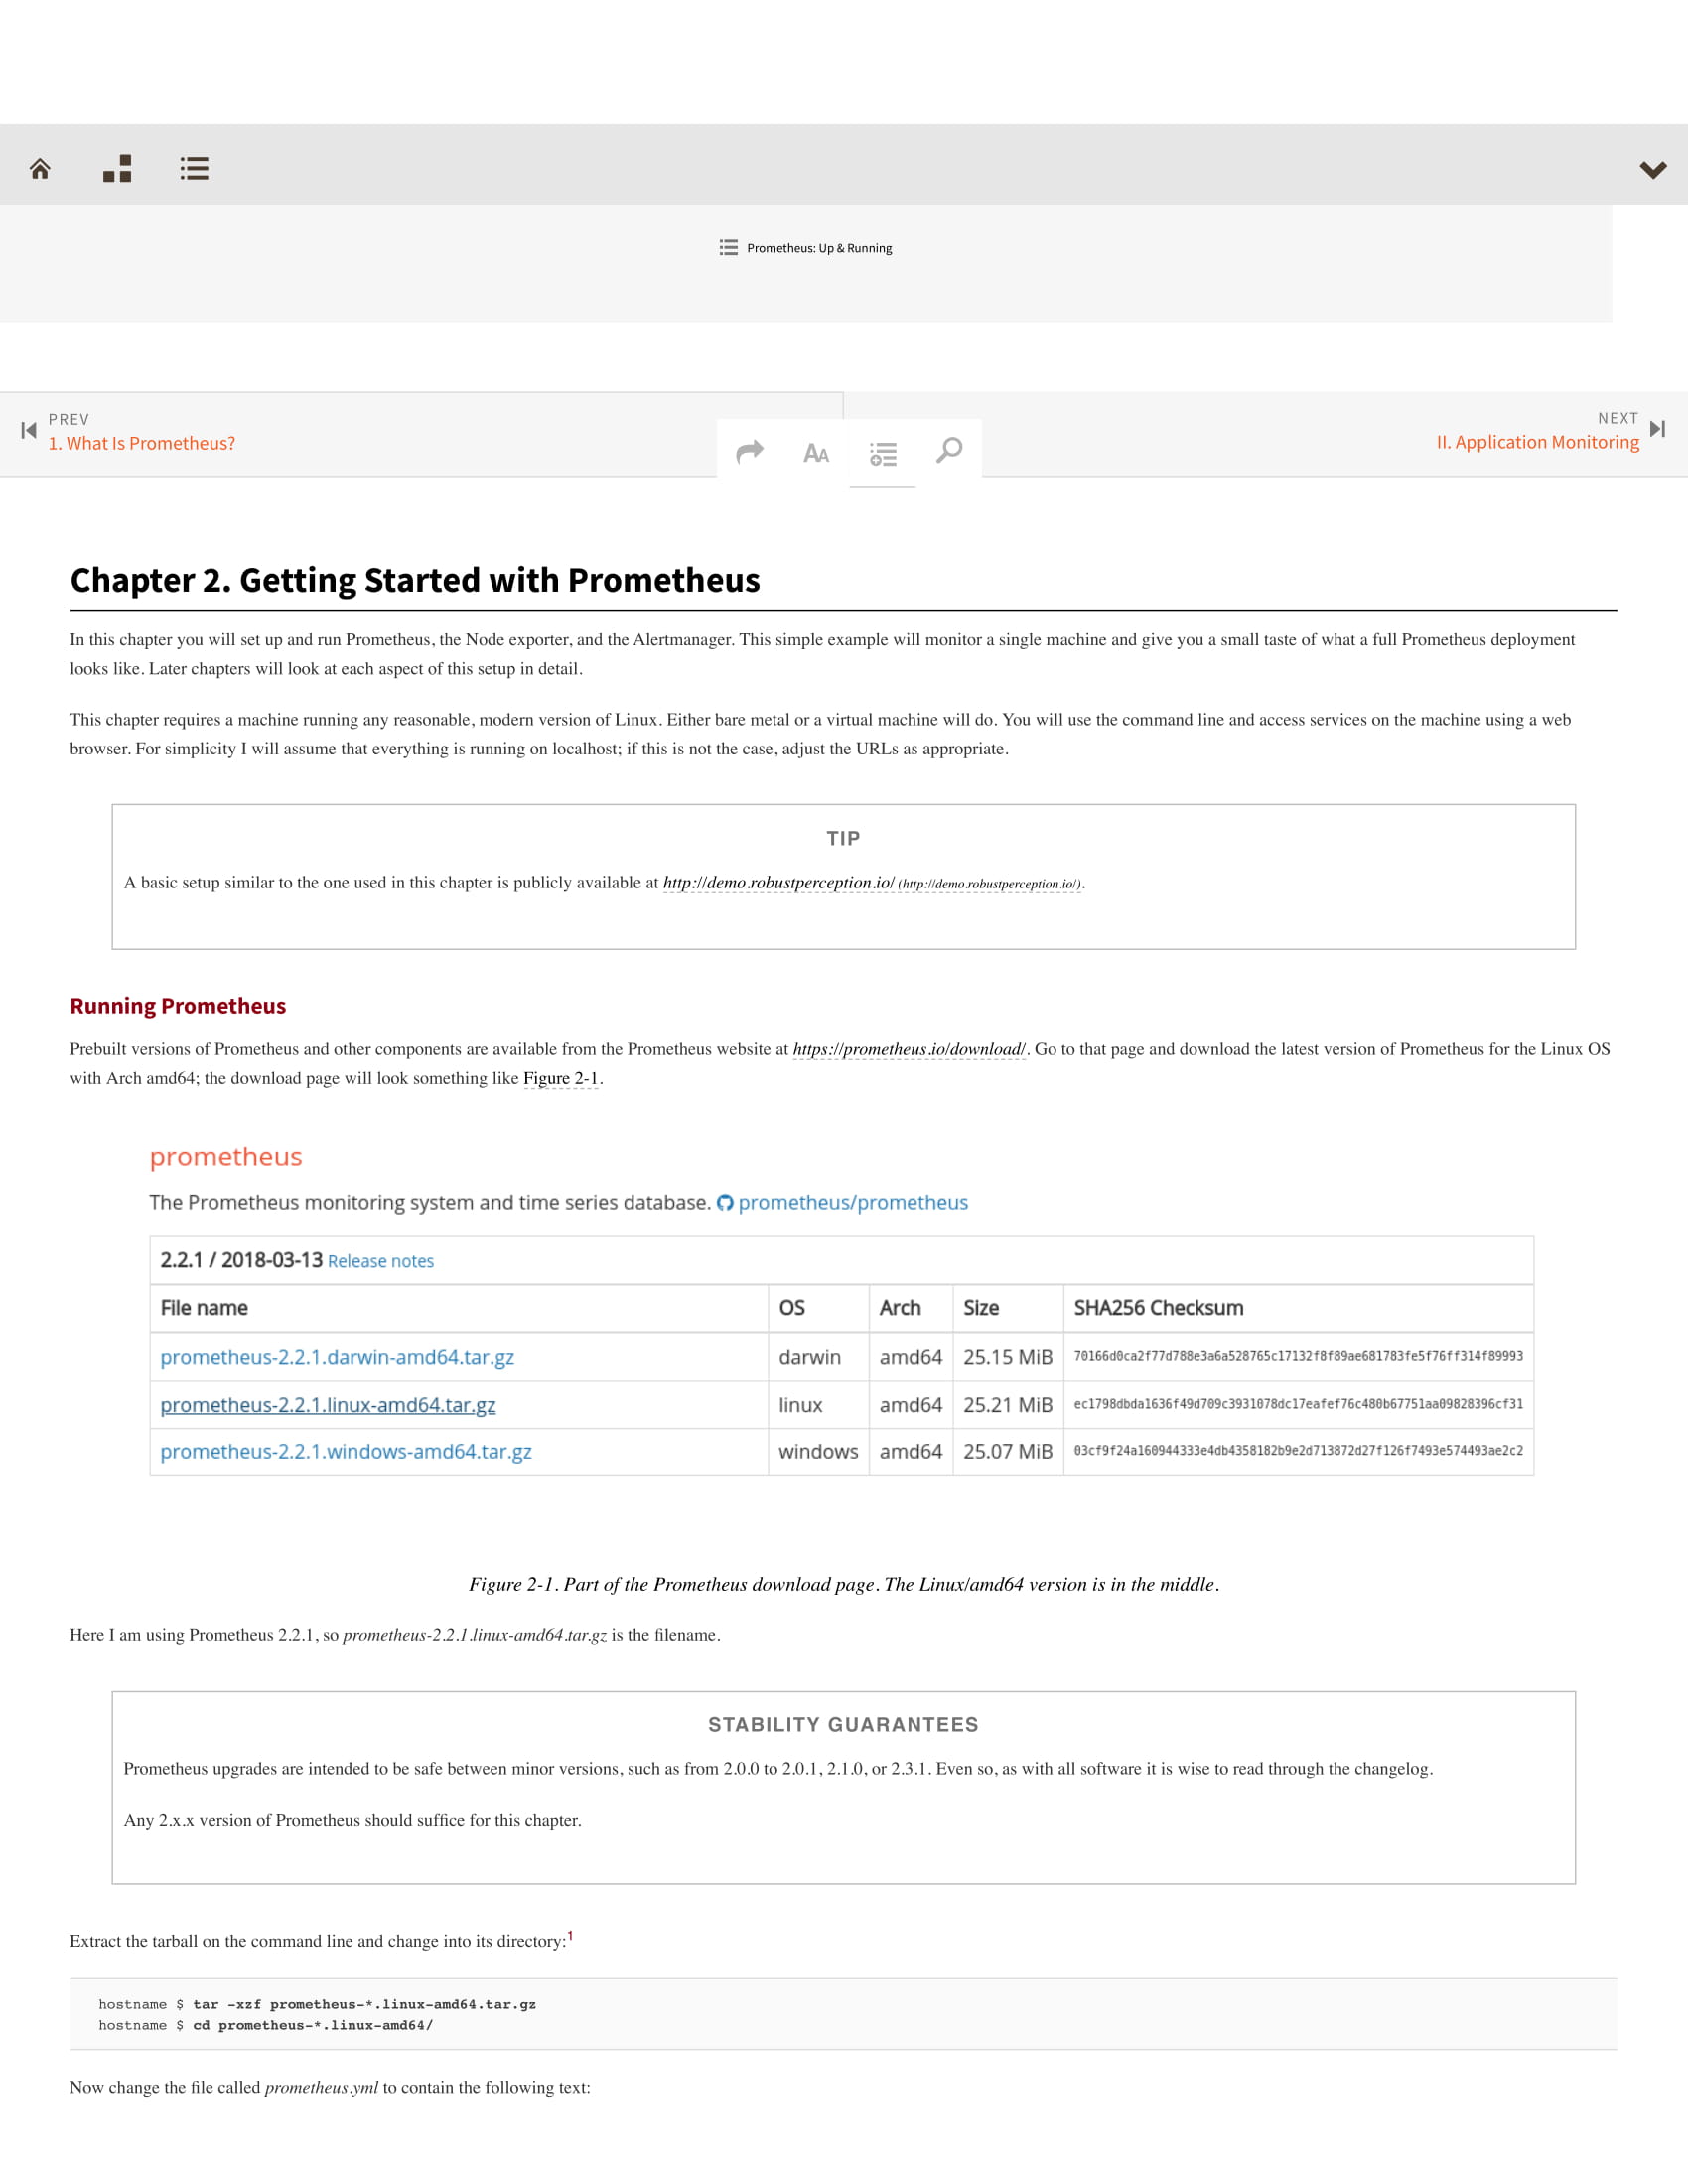 Prometheus: Up & Running
PREV
1. What Is Prometheus?
AA
NEXT
II. Application Monitoring
Chapter 2. Getting Started with Prometheus
In this chapter you will set up and run Prometheus, the Node exporter, and the Alertmanager. This simple example will monitor a single machine and give you a small taste of what a full Prometheus deployment
looks like. Later chapters will look at each aspect of this setup in detail.
This chapter requires a machine running any reasonable, modern version of Linux. Either bare metal or a virtual machine will do. You will use the command line and access services on the machine using a web
browser. For simplicity I will assume that everything is running on localhost; if this is not the case, adjust the URLs as appropriate.
TIP
A basic setup similar to the one used in this chapter is publicly available at http://demo.robustperception.io/ (http://demo.robustperception.io/).
Running Prometheus
Prebuilt versions of Prometheus and other components are available from the Prometheus website at https://prometheus.io/download/. Go to that page and download the latest version of Prometheus for the Linux OS
with Arch amd64; the download page will look something like Figure 2-1.
prometheus
The Prometheus monitoring system and time series database. prometheus/prometheus
2.2.1 / 2018-03-13 Release notes
File name OS Arch Size SHA256 Checksum
prometheus-2.2.1.darwin-amd64.tar.gz darwin amd64 25.15 MiB 70166d0ca2f77d788e3a6a528765c17132f8f89ae681783fe5f76ff314f89993
prometheus-2.2.1.linux-amd64.tar.gz linux amd64 25.21 MiB ec1798dbda1636f49d709c3931078dc17eafef76c480b67751aa09828396cf31
prometheus-2.2.1.windows-amd64.tar.gz windows amd64 25.07 MiB 03cf9f24a160944333e4db4358182b9e2d713872d27f126f7493e574493ae2c2
Figure 2-1. Part of the Prometheus download page. The Linux/amd64 version is in the middle.
Here I am using Prometheus 2.2.1, so prometheus-2.2.1.linux-amd64.tar.gz is the filename.
STABILITY GUARANTEES
Prometheus upgrades are intended to be safe between minor versions, such as from 2.0.0 to 2.0.1, 2.1.0, or 2.3.1. Even so, as with all software it is wise to read through the changelog.
Any 2.x.x version of Prometheus should suffice for this chapter.
Extract the tarball on the command line and change into its directory:1
hostname $ tar -xzf prometheus-*.linux-amd64.tar.gz
hostname $ cd prometheus-*.linux-amd64/
Now change the file called prometheus.yml to contain the following text: